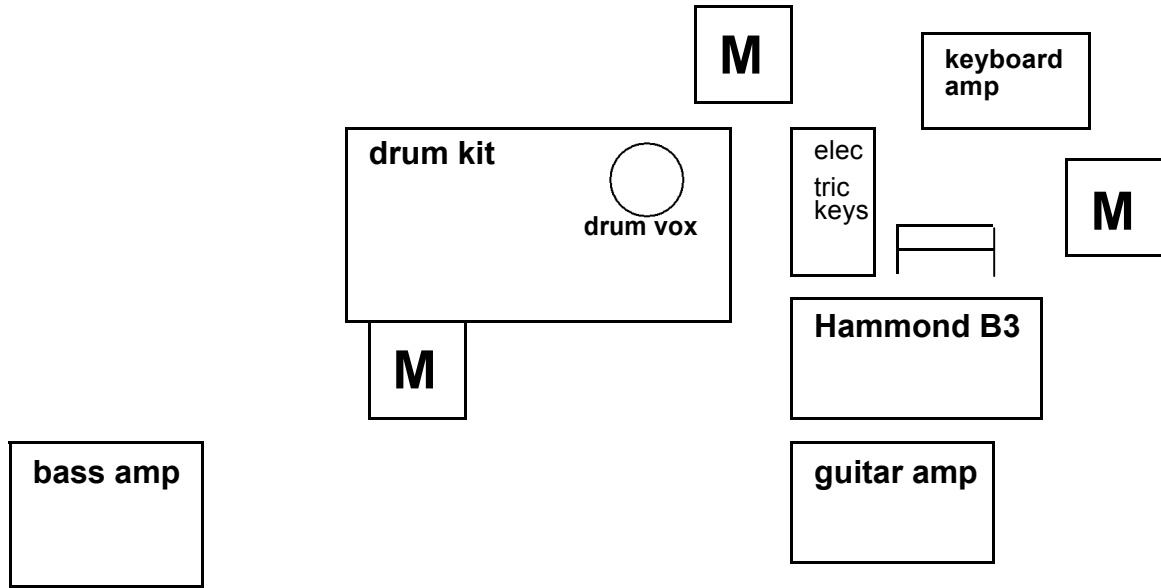 M
keyboard
amp
drum kit
drum vox
elec
tric
keys
M
Hammond B3
M
bass amp
guitar amp